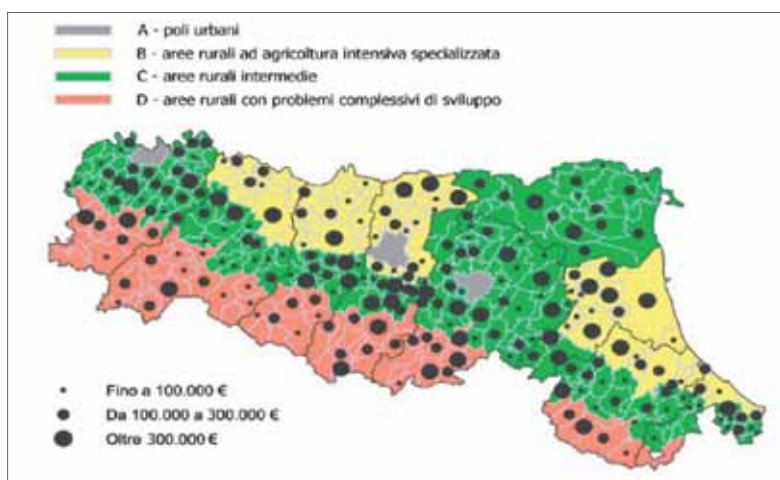 A - poli urbani
B - aree rurali ad agricoltura intensiva specializzata
C - aree rurali intermedie
D - aree rurali con problemi complessivi di sviluppo
Fino a 100.000 €
Da 100.000 a 300.000 €
Oltre 300.000 €